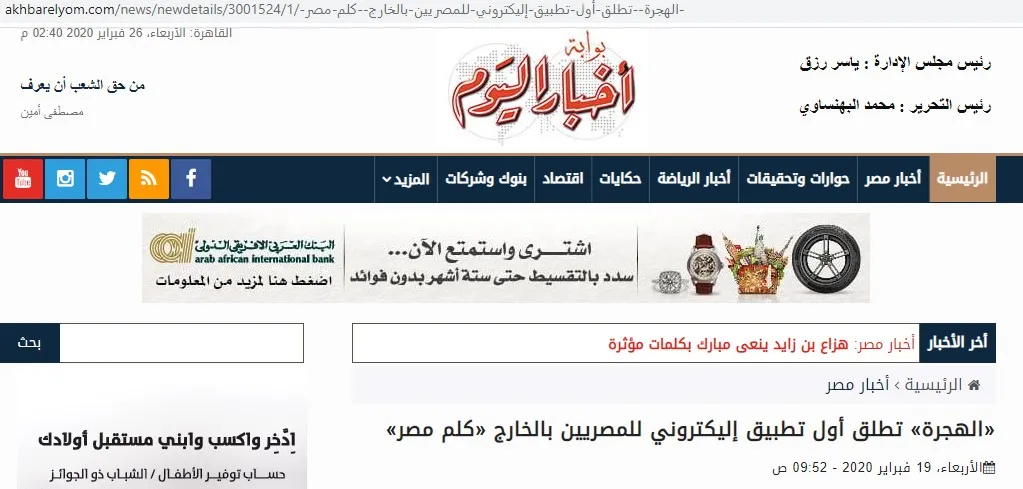 akhbarelyom.com/news/newdetails/3001524/1/-الهجرة--تطلق-أول-تطبيق-إليكتروني-للمصريين-بالخارج--كلم-مصر-
القاهرة: الأربعاء، 26 فبراير 2020 02:40 م
من حق الشعب أن يعرف
مصطفى أمين
بوابة
أخبار اليوم
رئيس مجلس الإدارة : ياسر رزق
رئيس التحرير : محمد البهنساوي
الرئيسية أخبار مصر حوارات وتحقيقات أخبار الرياضة حكايات اقتصاد بنوك وشركات المزيد
You Tube
اشترى واستمتع الآن...
سدد بالتقسيط حتى ستة أشهر بدون فوائد
البنك العربي الافريقي الدولي
arab african international bank
اضغط هنا لمزيد من المعلومات
أخر الأخبار
أخبار مصر: هزاع بن زايد ينعى مبارك بكلمات مؤثرة
بحث
الرئيسية › أخبار مصر
«الهجرة» تطلق أول تطبيق إليكتروني للمصريين بالخارج «كلم مصر»
الأربعاء، 19 فبراير 2020 - 09:52 ص
إدَّخِر واكسب وابني مستقبل أولادك
حساب توفير الأطفال / الشباب ذو الجوائز